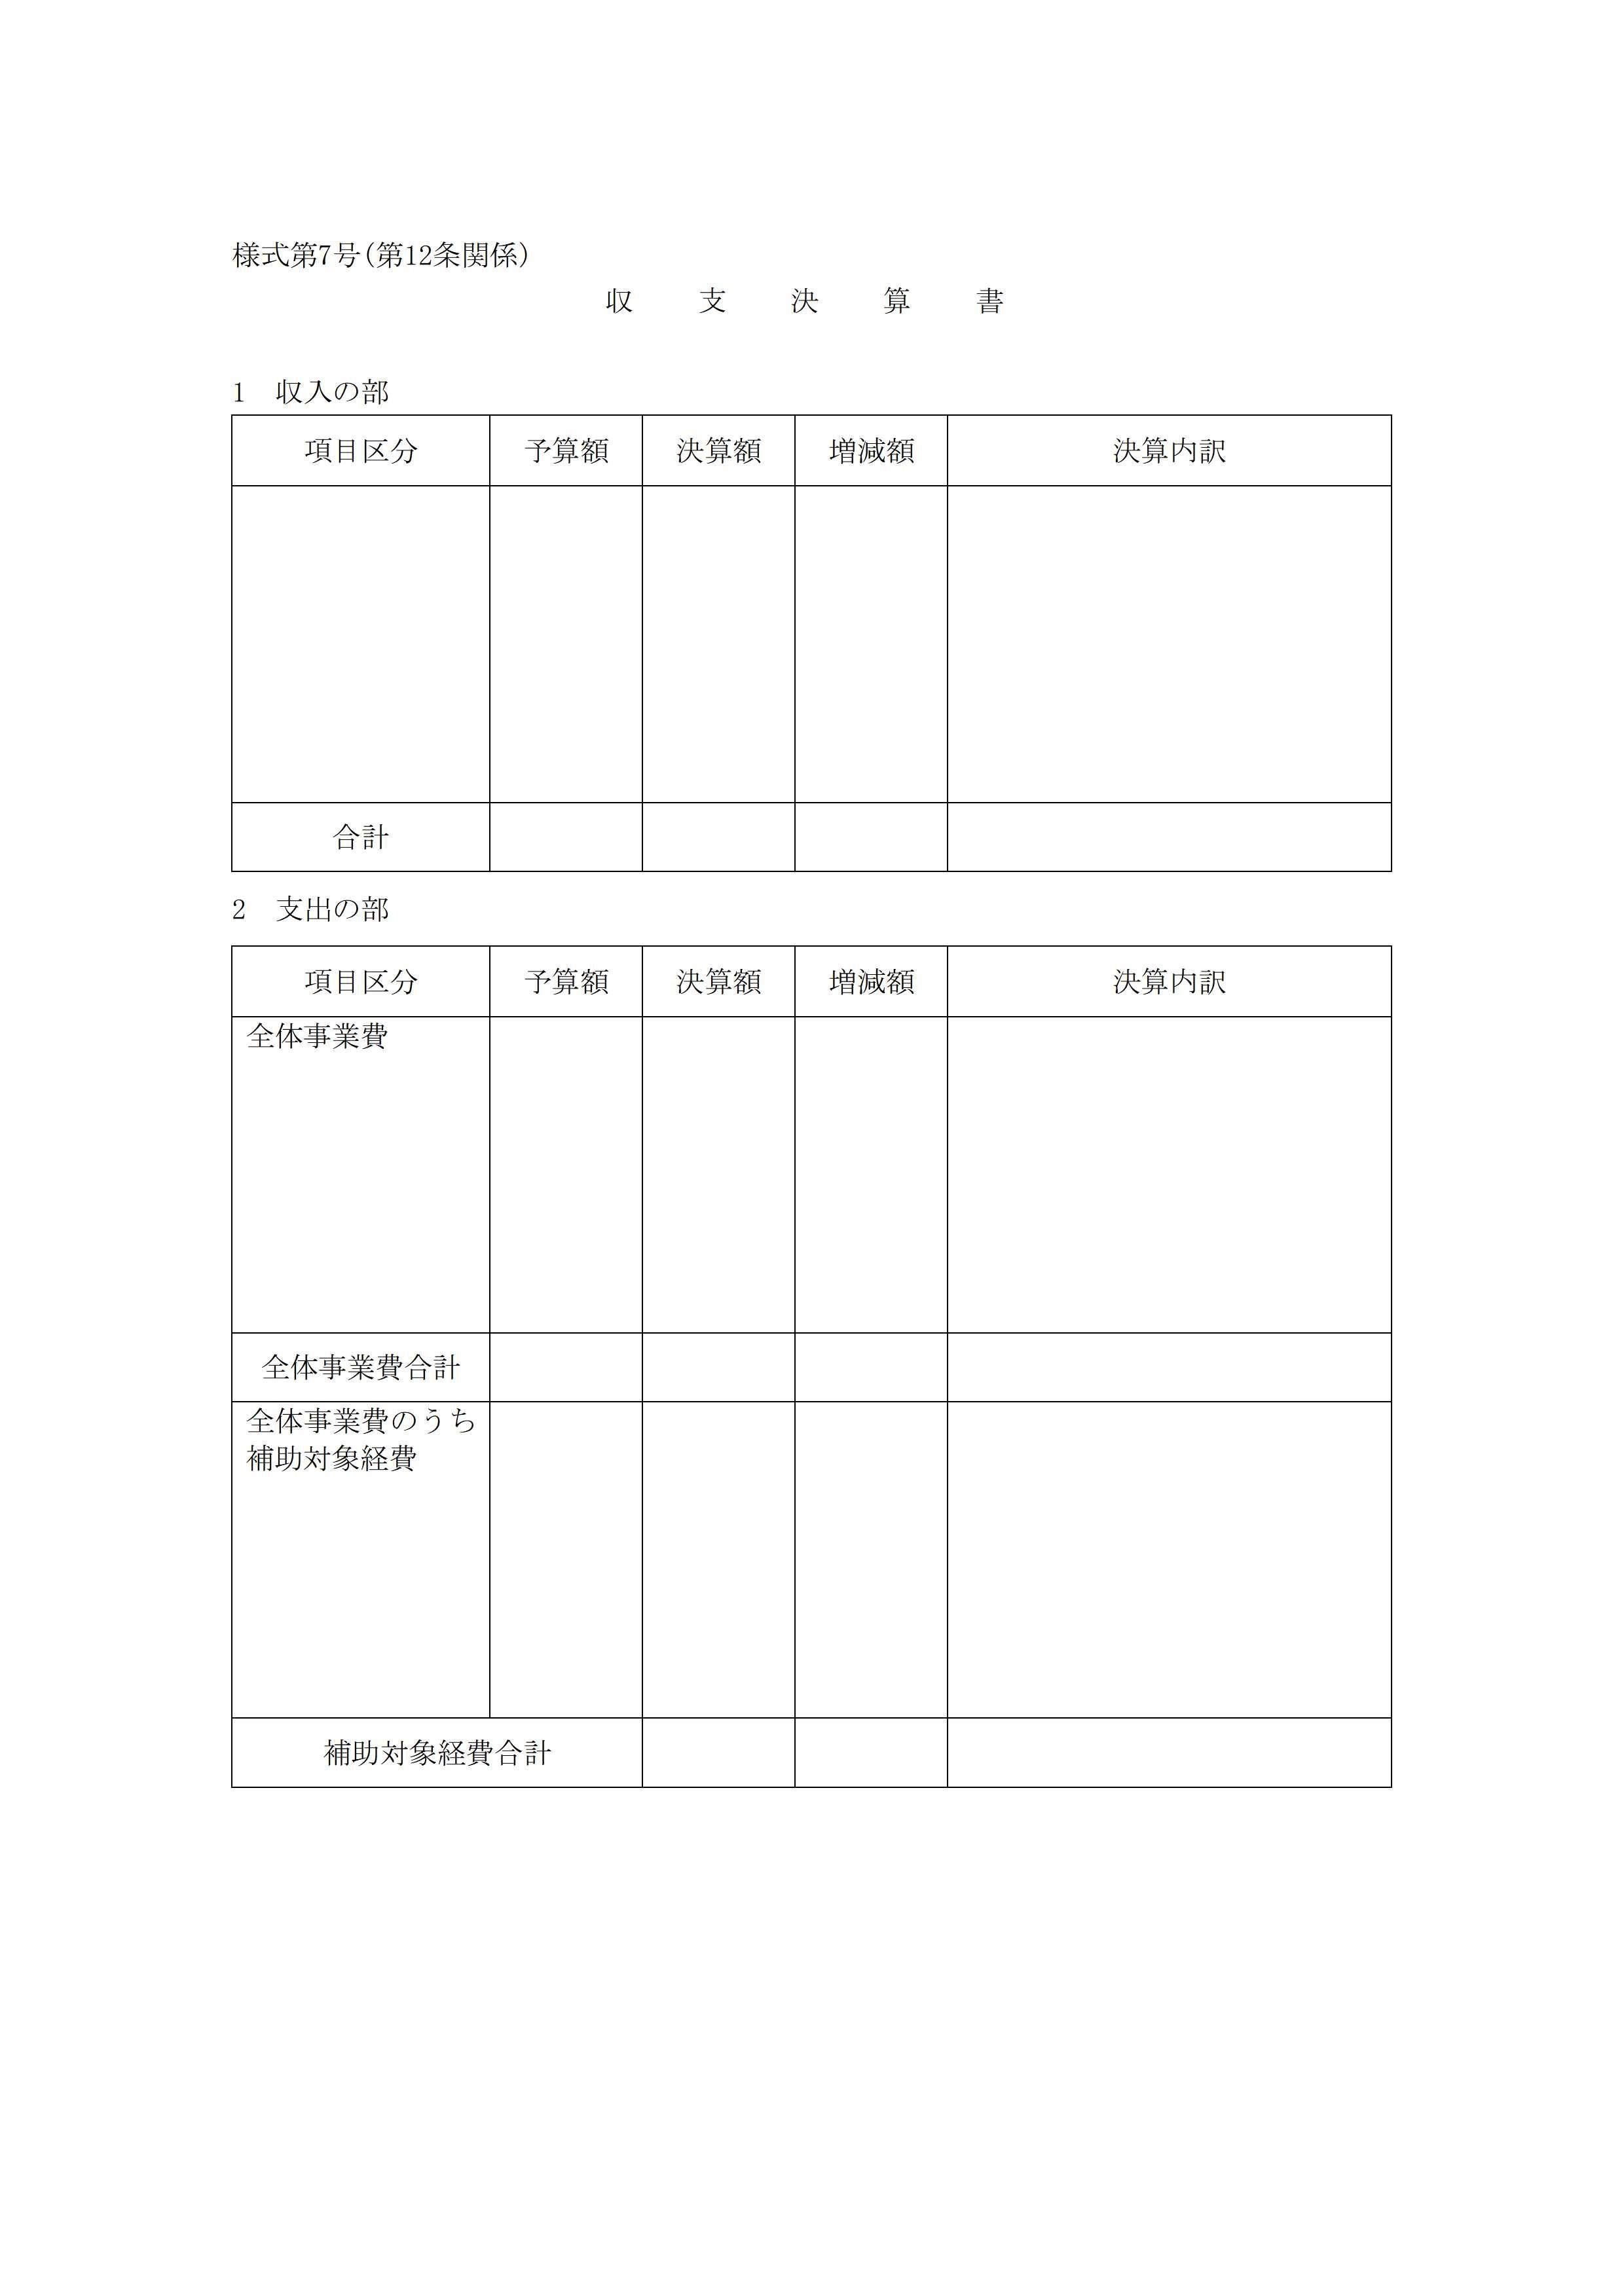 様式第7号(第12条関係)
収 支 決 算 書
1 収入の部
項目区分 予算額 決算額 増減額 決算内訳
合計
2 支出の部
項目区分 予算額 決算額 増減額 決算内訳
全体事業費
全体事業費合計
全体事業費のうち
補助対象経費
補助対象経費合計